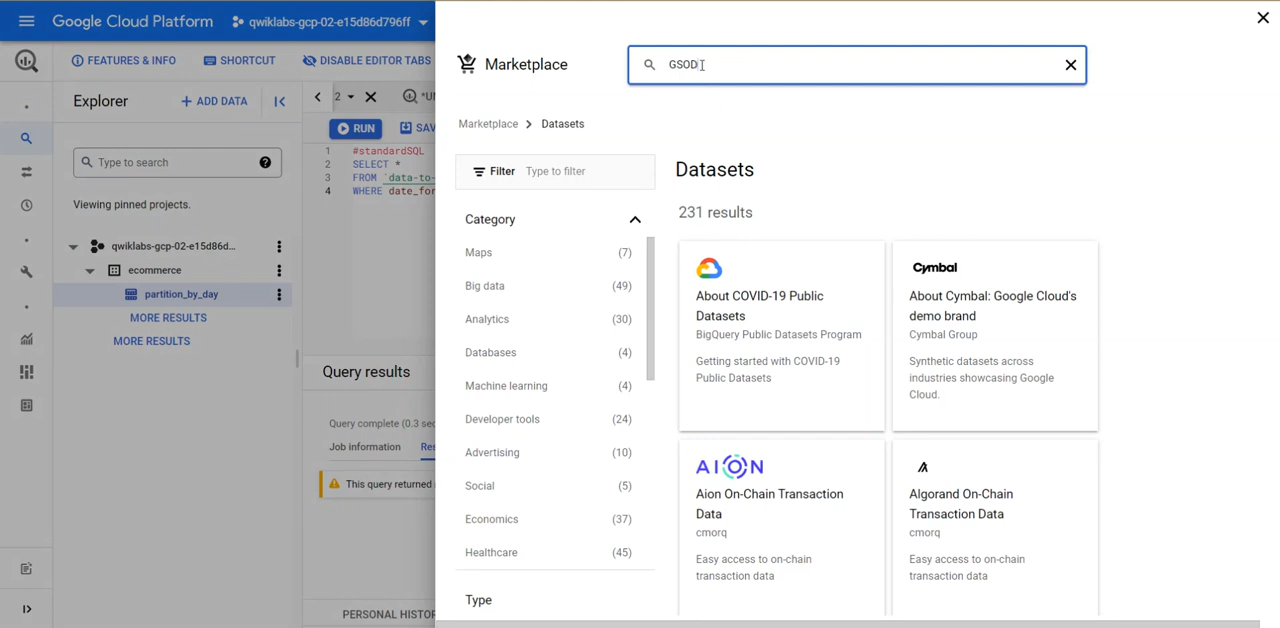 Google Cloud Platform
qwiklabs-gcp-02-e15d86d796ff
FEATURES & INFO
SHORTCUT
DISABLE EDITOR TABS
Explorer
+ ADD DATA
2
RUN
SAV
Type to search
Viewing pinned projects.
qwiklabs-gcp-02-e15d86d...
ecommerce
partition_by_day
MORE RESULTS
MORE RESULTS
1 #standardSQL
2 SELECT *
3 FROM `data-to-
4 WHERE date_for
Query results
Query complete (0.3 sec
Job information
Res
This query returned
PERSONAL HISTOR
Marketplace
GSOD
Marketplace > Datasets
Filter Type to filter
Category
Maps (7)
Big data (49)
Analytics (30)
Databases (4)
Machine learning (4)
Developer tools (24)
Advertising (10)
Social (5)
Economics (37)
Healthcare (45)
Type
Datasets
231 results
About COVID-19 Public
Datasets
BigQuery Public Datasets Program
Getting started with COVID-19
Public Datasets
Cymbal
About Cymbal: Google Cloud's
demo brand
Cymbal Group
Synthetic datasets across
industries showcasing Google
Cloud.
AION
Aion On-Chain Transaction
Data
cmorq
Easy access to on-chain
transaction data
Algorand On-Chain
Transaction Data
cmorq
Easy access to on-chain
transaction data